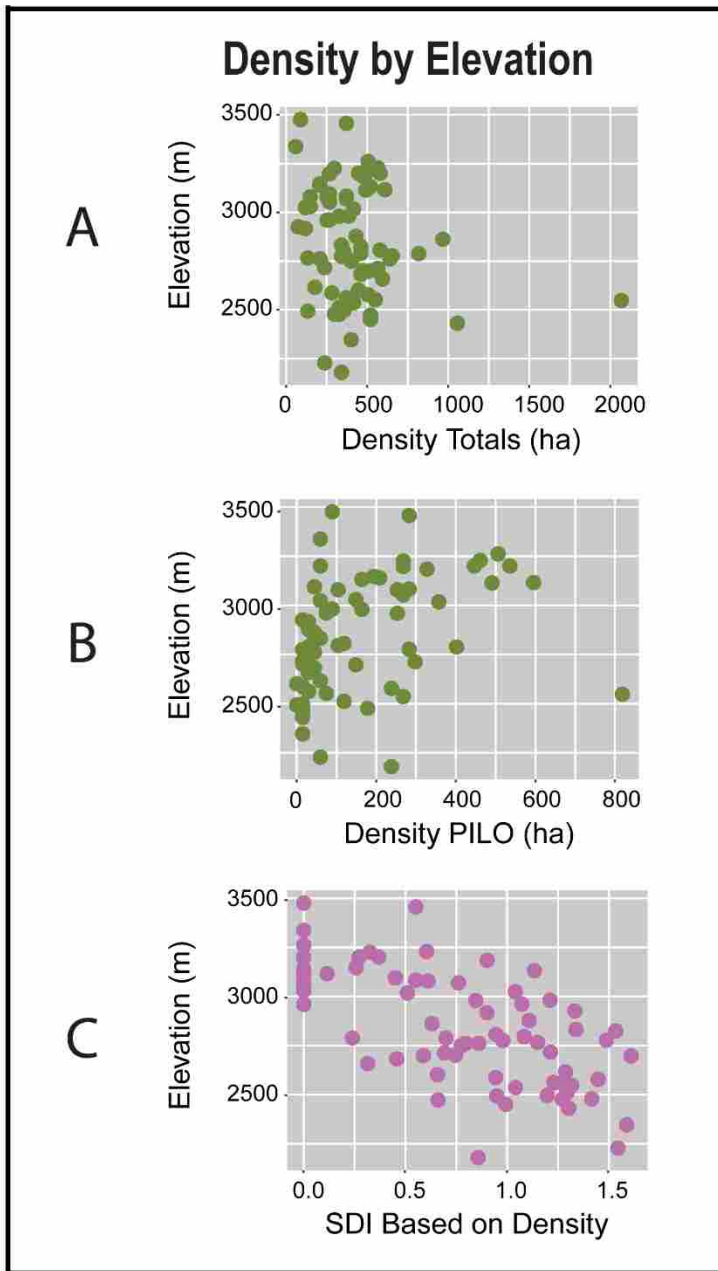 Density by Elevation
A
Elevation (m)
3500
3000
2500
0 500 1000 1500 2000
Density Totals (ha)
B
Elevation (m)
3500
3000
2500
0 200 400 600 800
Density PILO (ha)
C
Elevation (m)
3500
3000
2500
0.0 0.5 1.0 1.5
SDI Based on Density